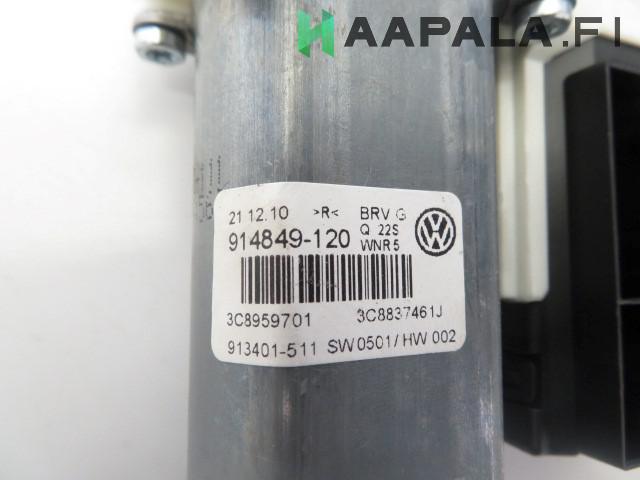 HAAPALA.FI
21 12.10 >R< BRV G
914849-120 Q 22S
WNR 5
3C8959701 3C8837461J
913401-511 SW 0501 / HW 002